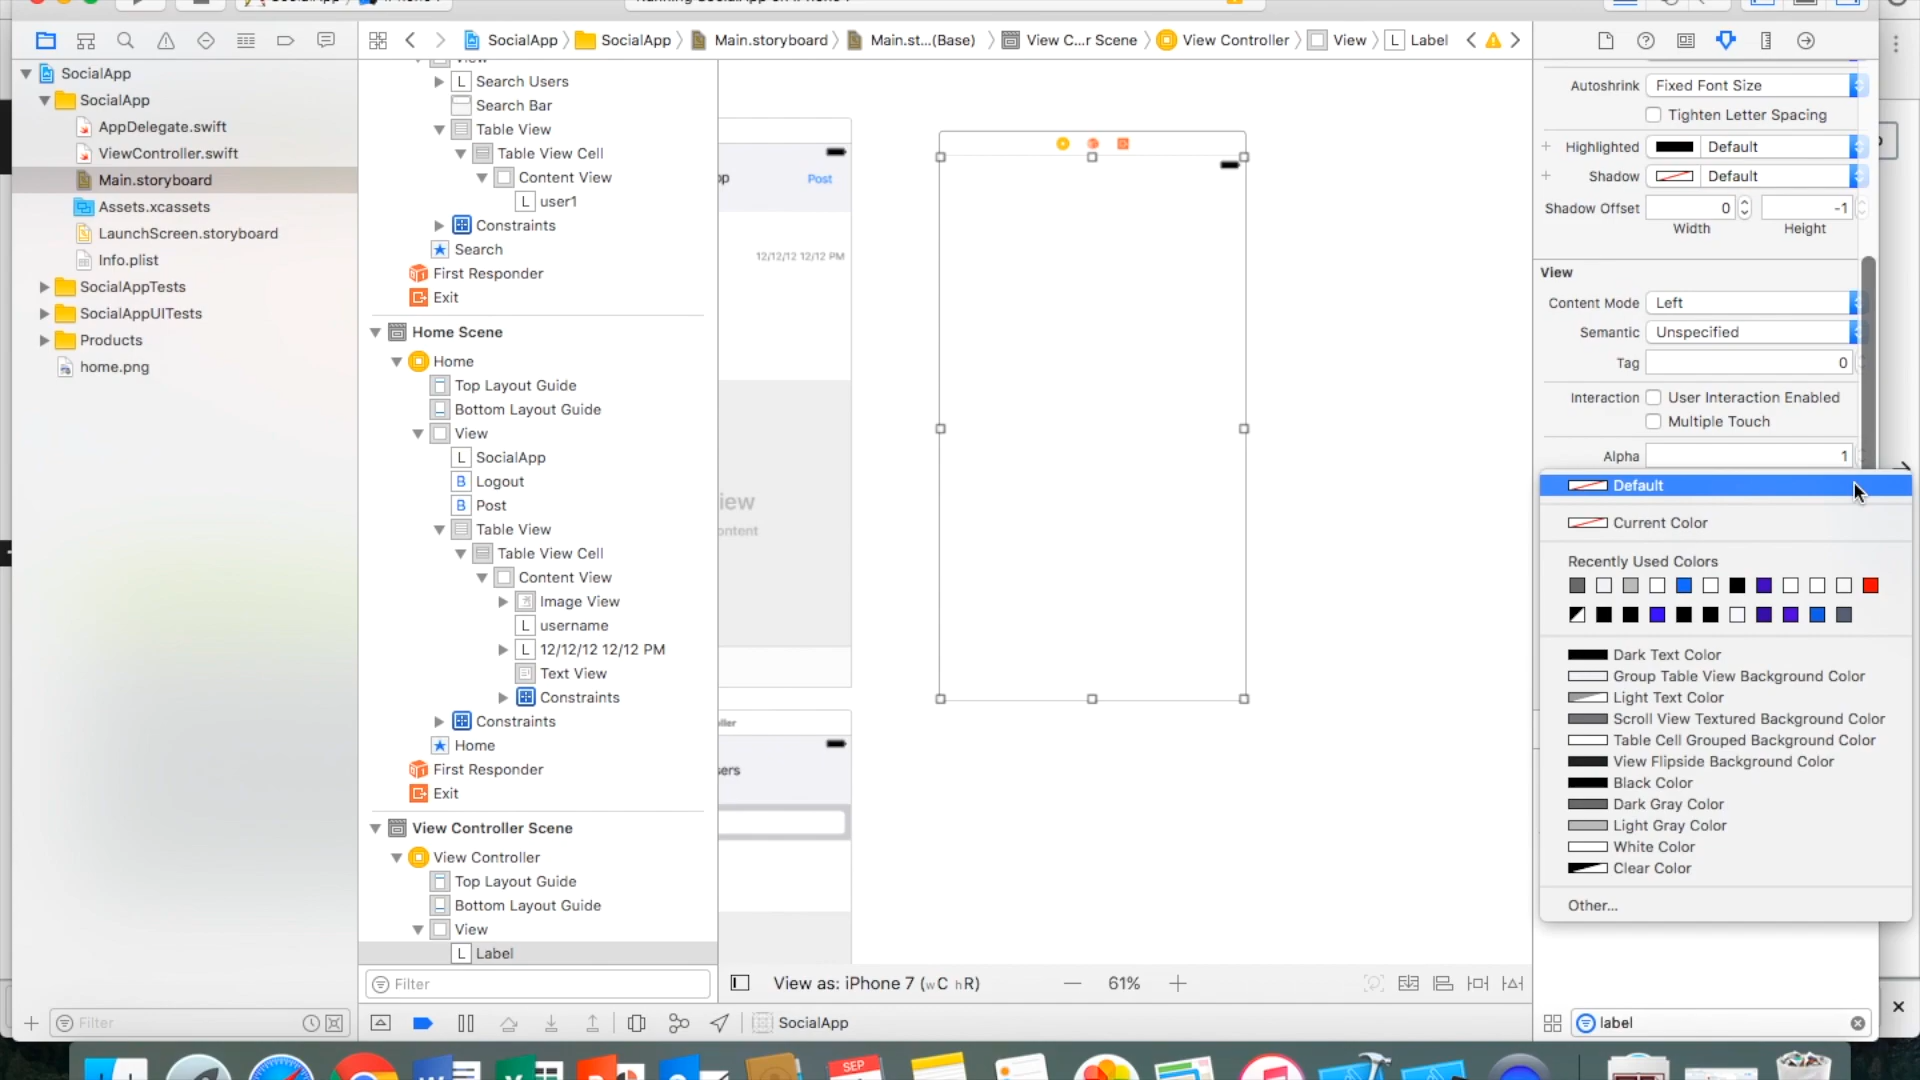 SocialApp
SocialApp
Main.storyboard
Main.st...(Base)
View C...r Scene
View Controller
View
L Label
SocialApp
SocialApp
AppDelegate.swift
ViewController.swift
Main.storyboard
Assets.xcassets
LaunchScreen.storyboard
Info.plist
SocialAppTests
SocialAppUITests
Products
home.png
Filter
View
L Search Users
Search Bar
Table View
Table View Cell
Content View
L user1
Constraints
Search
First Responder
Exit
Home Scene
Home
Top Layout Guide
Bottom Layout Guide
View
L SocialApp
B Logout
B Post
Table View
Table View Cell
Content View
Image View
L username
L 12/12/12 12/12 PM
Text View
Constraints
Constraints
Home
First Responder
Exit
View Controller Scene
View Controller
Top Layout Guide
Bottom Layout Guide
View
L Label
Filter
Post
12/12/12 12/12 PM
iew
ontent
ller
sers
View as: iPhone 7 (wC hR)
61%
SocialApp
Autoshrink Fixed Font Size
Tighten Letter Spacing
Highlighted Default
Shadow Default
Shadow Offset 0 -1
Width Height
View
Content Mode Left
Semantic Unspecified
Tag 0
Interaction User Interaction Enabled
Multiple Touch
Alpha 1
Default
Current Color
Recently Used Colors
Dark Text Color
Group Table View Background Color
Light Text Color
Scroll View Textured Background Color
Table Cell Grouped Background Color
View Flipside Background Color
Black Color
Dark Gray Color
Light Gray Color
White Color
Clear Color
Other...
label
SEP